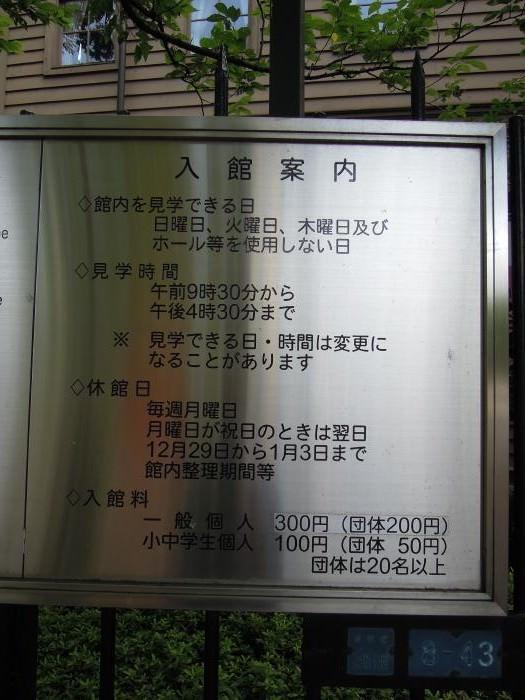 入館案内
◇館内を見学できる日
日曜日、火曜日、木曜日及び
ホール等を使用しない日
◇見学時間
午前9時30分から
午後4時30分まで
※ 見学できる日・時間は変更に
なることがあります
◇休館日
毎週月曜日
月曜日が祝日のときは翌日
12月29日から1月3日まで
館内整理期間等
◇入館料
一般個人 300円（団体200円）
小中学生個人 100円（団体 50円）
団体は20名以上
8-43